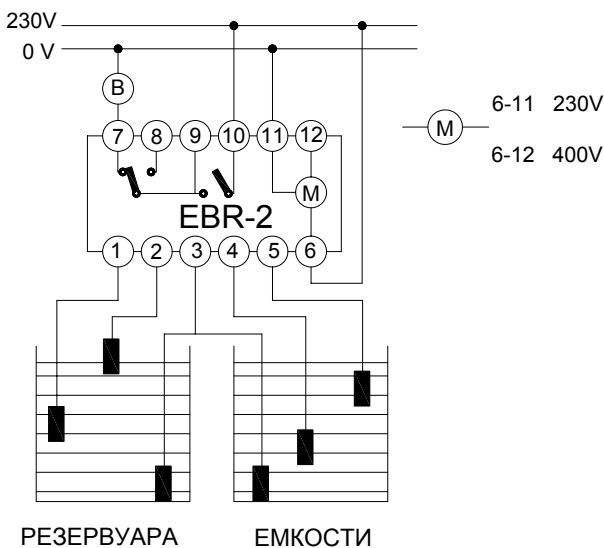 230V
0 V
B
6-11 230V
M
6-12 400V
7 8 9 10 11 12
M
EBR-2
1 2 3 4 5 6
РЕЗЕРВУАРА ЕМКОСТИ